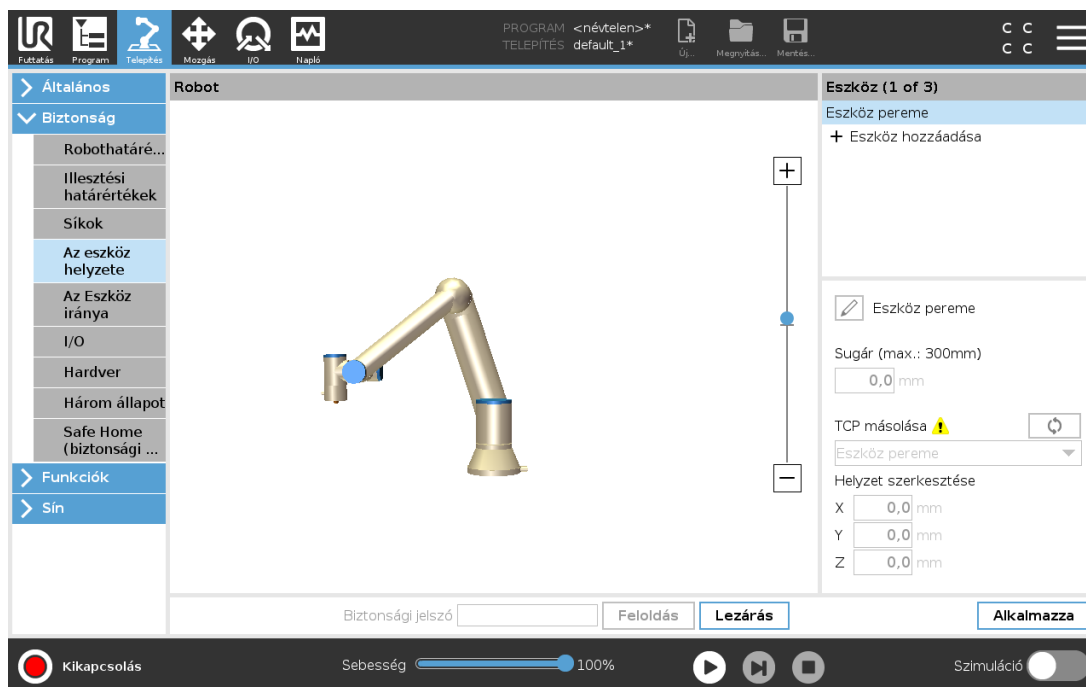 Futtatás
Program
Telepítés
Mozgás
I/O
Napló
PROGRAM <névtelen>*
TELEPÍTÉS default_1*
Új...
Megnyitás...
Mentés...
C C
C C
Általános
Biztonság
Robothatáré...
Illesztési
határértékek
Síkok
Az eszköz
helyzete
Az Eszköz
iránya
I/O
Hardver
Három állapot
Safe Home
(biztonsági ...
Funkciók
Sín
Robot
Eszköz (1 of 3)
Eszköz pereme
+ Eszköz hozzáadása
Eszköz pereme
Sugár (max.: 300mm)
0,0 mm
TCP másolása
Eszköz pereme
Helyzet szerkesztése
X 0,0 mm
Y 0,0 mm
Z 0,0 mm
Biztonsági jelszó
Feloldás
Lezárás
Alkalmazza
Kikapcsolás
Sebesség 100%
Szimuláció